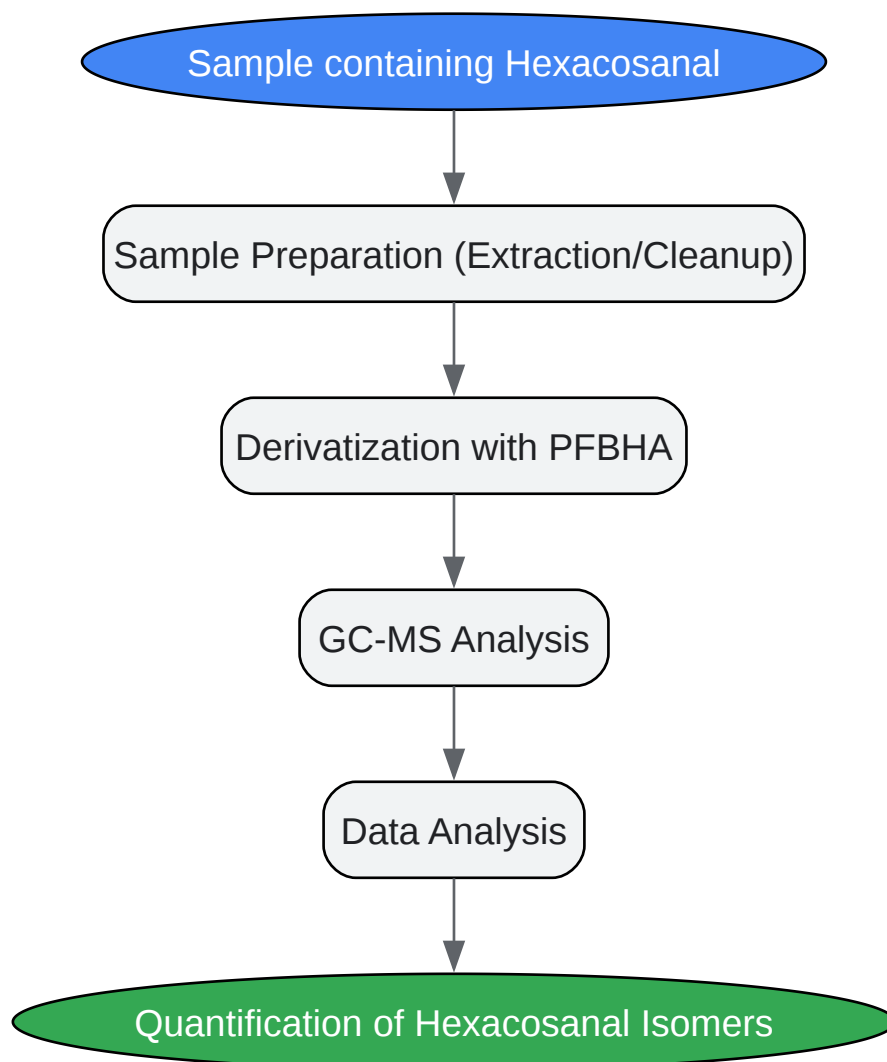 Sample containing Hexacosanal
Sample Preparation (Extraction/Cleanup)
Derivatization with PFBHA
GC-MS Analysis
Data Analysis
Quantification of Hexacosanal Isomers